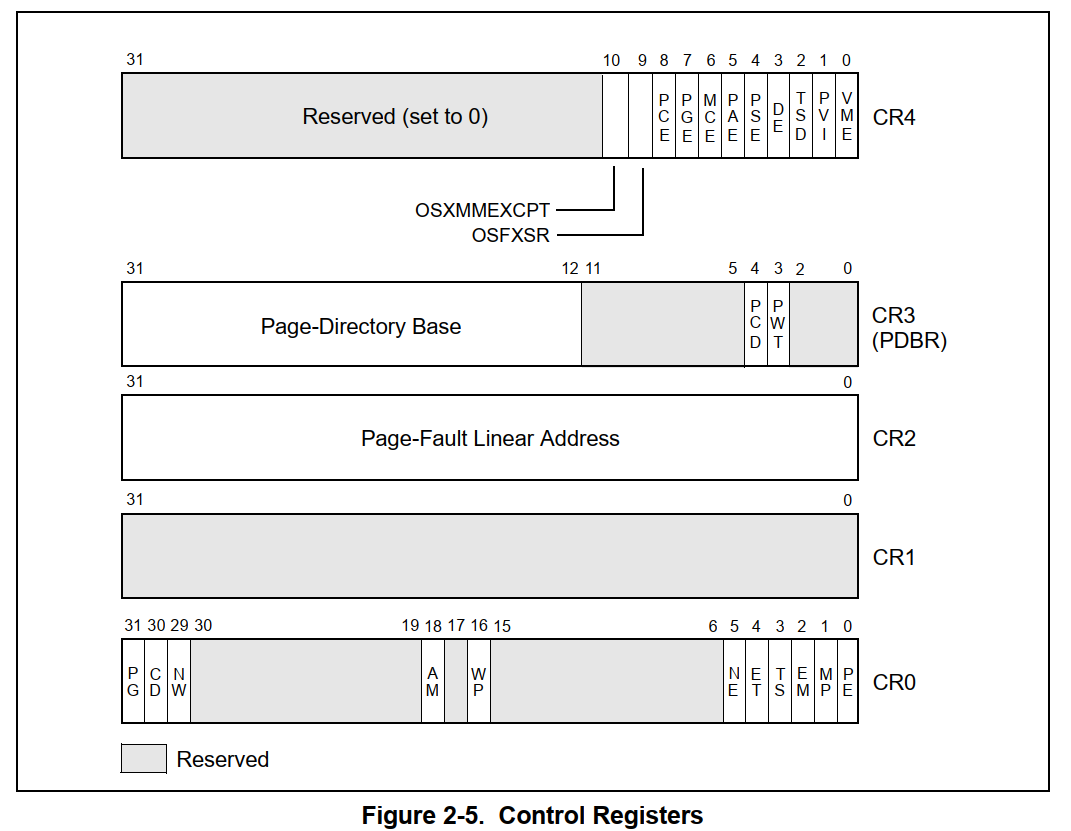 31 10 9 8 7 6 5 4 3 2 1 0
Reserved (set to 0) PCE PGE MCE PAE PSE DE TSD PVI VME CR4
OSXMMEXCPT
OSFXSR
31 12 11 5 4 3 2 0
Page-Directory Base PCD PWT CR3
(PDBR)
31 0
Page-Fault Linear Address CR2
31 0
CR1
31 30 29 30 19 18 17 16 15 6 5 4 3 2 1 0
PG CD NW AM WP NE ET TS EM MP PE CR0
Reserved
Figure 2-5. Control Registers